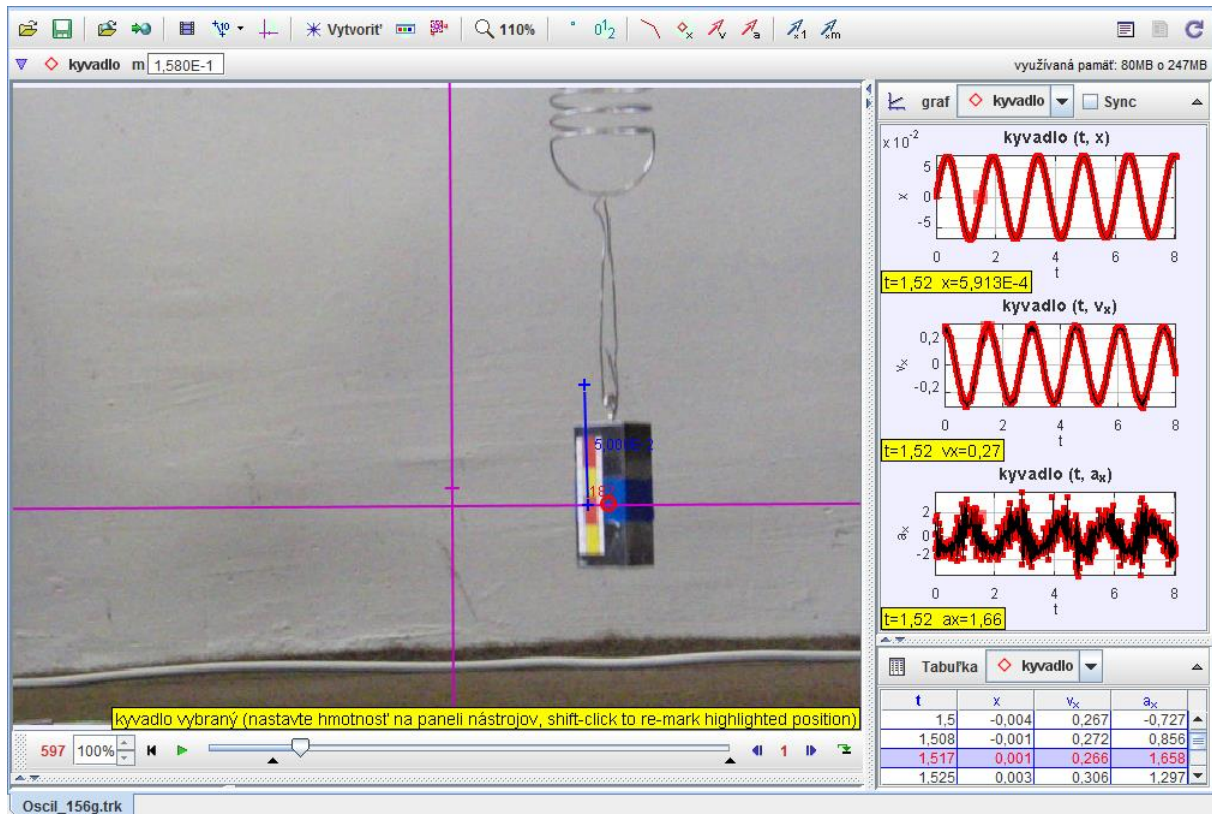 Vytvoriť 110%
kyvadlo m 1,580E-1
využívaná pamäť: 80MB o 247MB
graf kyvadlo Sync
kyvadlo (t, x)
x 10-2
5
0
-5
x
0 2 4 6 8
t
t=1,52 x=5,913E-4
kyvadlo (t, vx)
0,2
0
-0,2
vx
0 2 4 6 8
t
t=1,52 vx=0,27
kyvadlo (t, ax)
2
0
-2
ax
0 2 4 6 8
t
t=1,52 ax=1,66
kyvadlo vybraný (nastavte hmotnosť na paneli nástrojov, shift-click to re-mark highlighted position)
597 100% 1
Tabuľka kyvadlo
t x vx ax
1,5 -0,004 0,267 -0,727
1,508 -0,001 0,272 0,856
1,517 0,001 0,266 1,658
1,525 0,003 0,306 1,297
Oscil_156g.trk